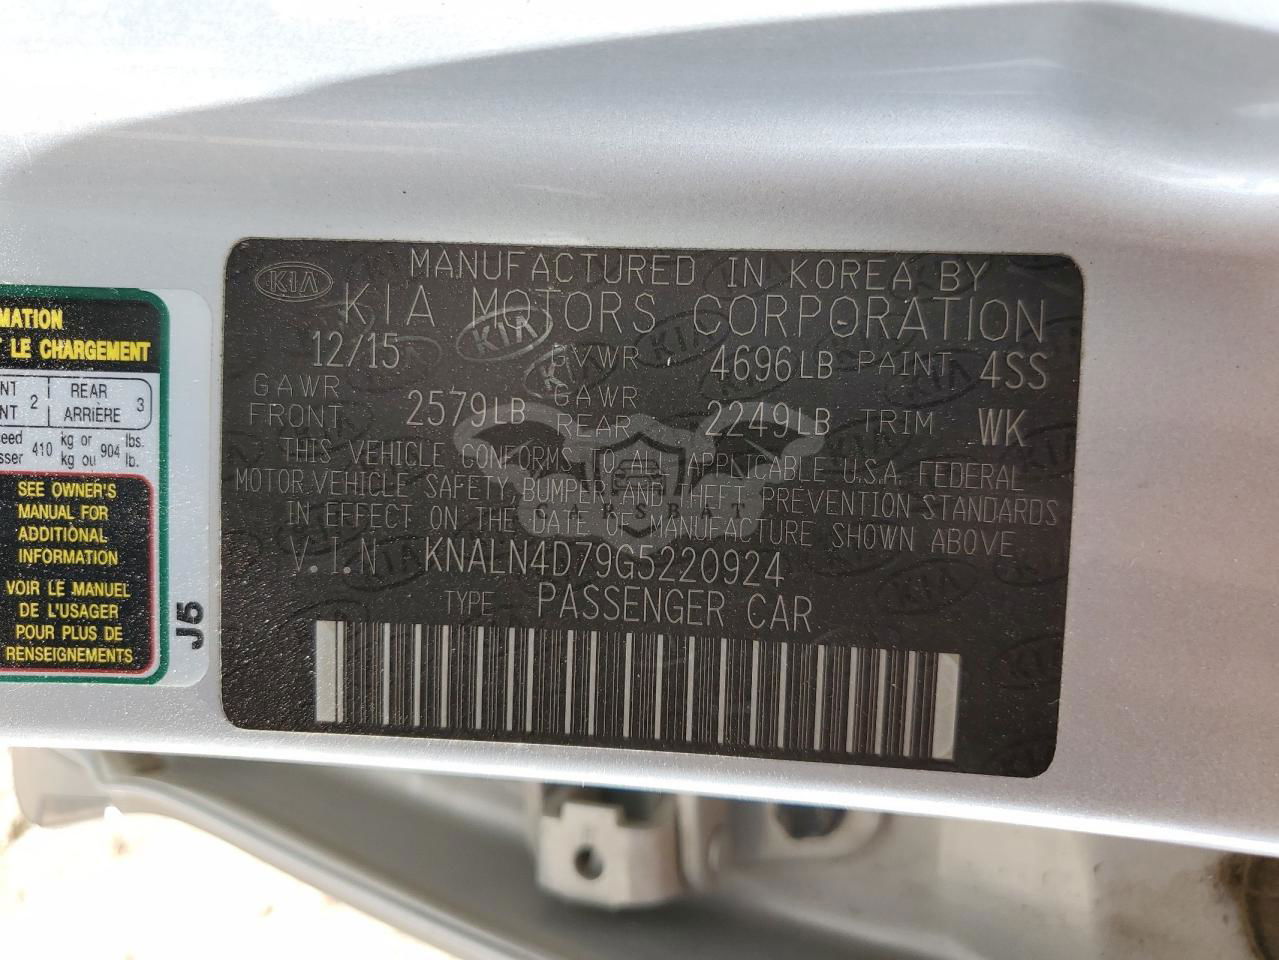 MANUFACTURED IN KOREA BY
KIA KIA MOTORS CORPORATION
12/15 GVWR 4696LB PAINT 4SS
GAWR FRONT 2579LB GAWR REAR 2249LB TRIM WK
THIS VEHICLE CONFORMS TO ALL APPLICABLE U.S.A. FEDERAL
MOTOR VEHICLE SAFETY, BUMPER AND THEFT PREVENTION STANDARDS
IN EFFECT ON THE DATE OF MANUFACTURE SHOWN ABOVE
V.I.N KNALN4D79G5220924
TYPE PASSENGER CAR
CARSBAT
MATION
LE CHARGEMENT
NT 2 REAR 3
NT ARRIÈRE
410 kg or 904 lbs.
kg ou lb.
SEE OWNER'S
MANUAL FOR
ADDITIONAL
INFORMATION
VOIR LE MANUEL
DE L'USAGER
POUR PLUS DE
RENSEIGNEMENTS
J5